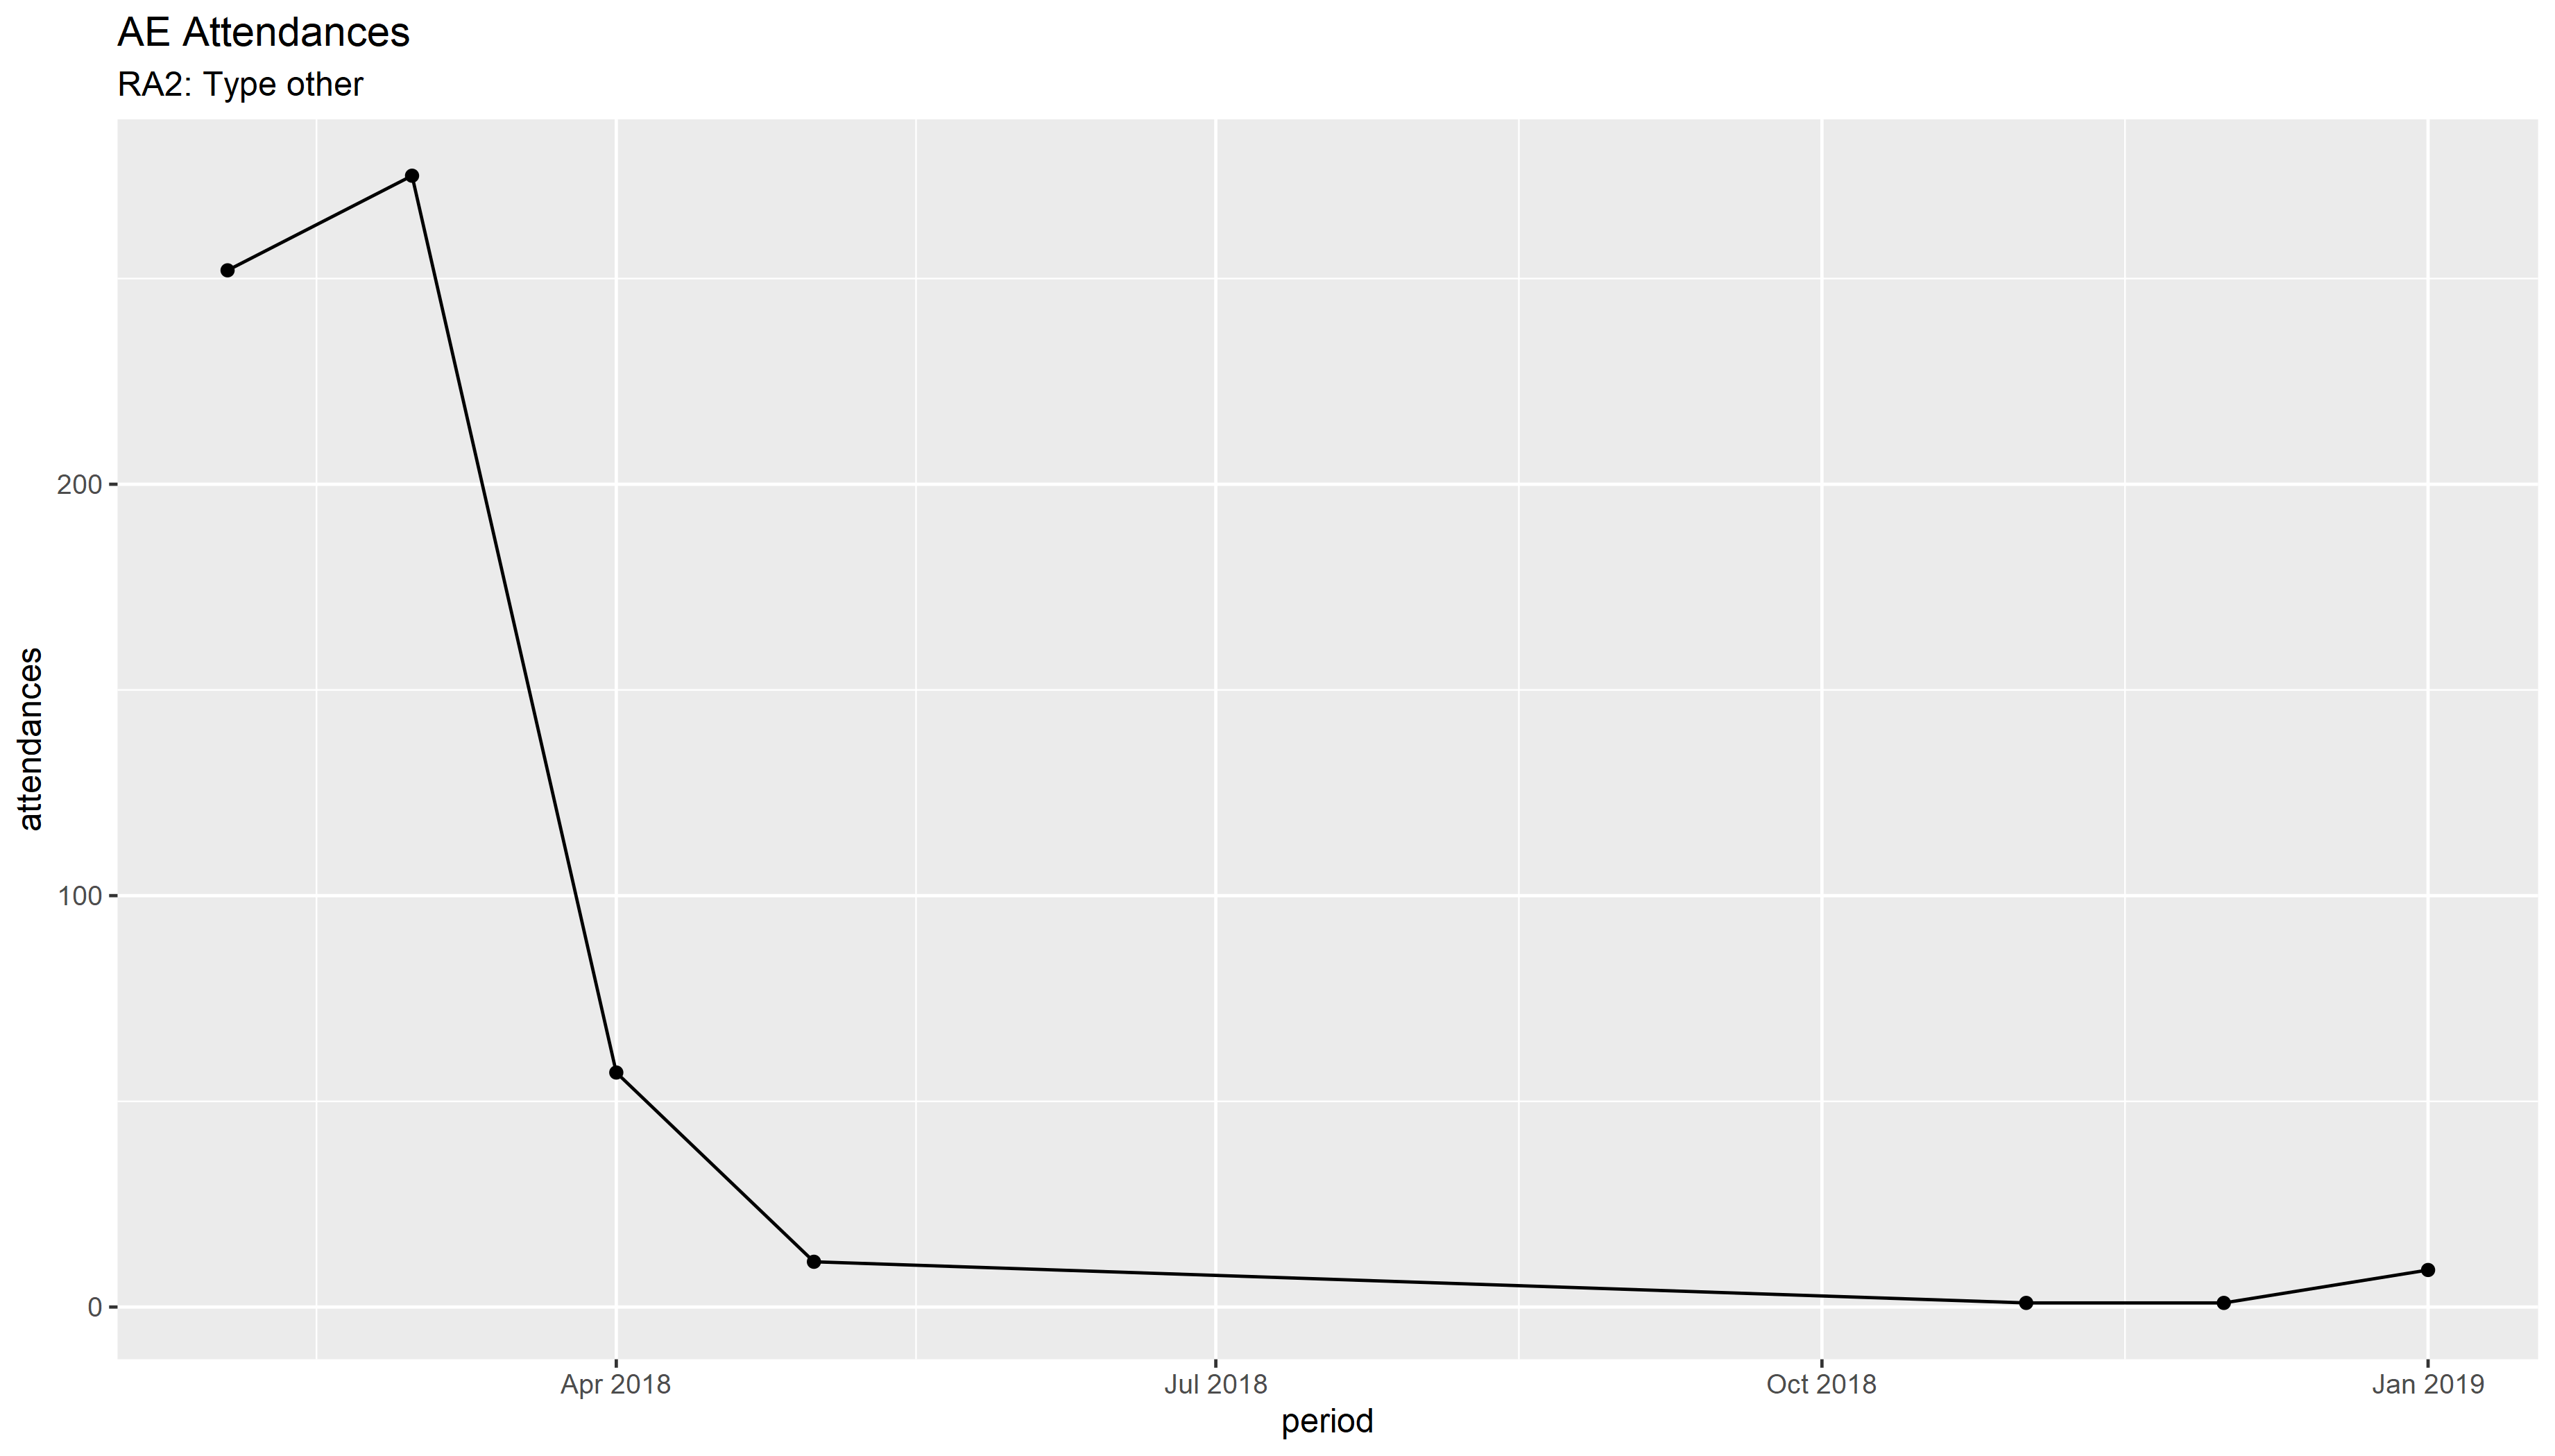 AE Attendances
RA2: Type other
attendances
200
100
0
Apr 2018
Jul 2018
Oct 2018
Jan 2019
period